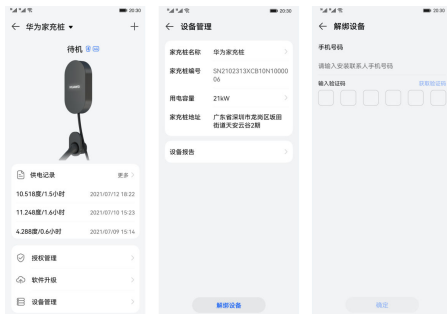 20:30
← 华为家充桩 ▾ +
待机
供电记录 更多 >
10.518度/1.5小时 2021/07/12 18:22
11.248度/1.6小时 2021/07/10 15:23
4.288度/0.6小时 2021/07/09 15:14
授权管理 >
软件升级 >
设备管理 >
20:30
← 设备管理
家充桩名称 华为家充桩 >
家充桩编号 SN2102313XCB10N10000
06
用电容量 21kW >
家充桩地址 广东省深圳市龙岗区坂田
街道天安云谷2期
设备报告 >
解绑设备
20:30
← 解绑设备
手机号码
请输入安装联系人手机号码
输入验证码 获取验证码
确定